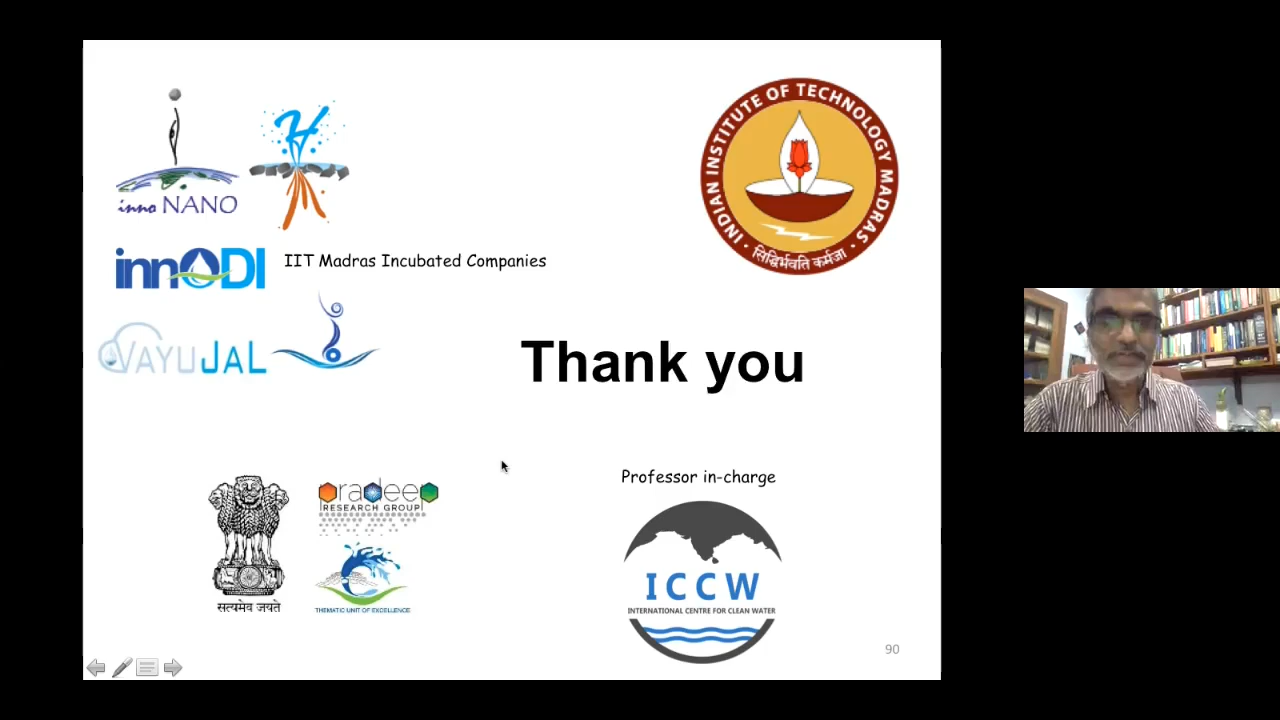 inno NANO
H
innODI
IIT Madras Incubated Companies
VAYUJAL
INDIAN INSTITUTE OF TECHNOLOGY MADRAS
सिद्धिर्भवति कर्मजा
Thank you
सत्यमेव जयते
pradeep
RESEARCH GROUP
THEMATIC UNIT OF EXCELLENCE
Professor in-charge
ICCW
INTERNATIONAL CENTRE FOR CLEAN WATER
90